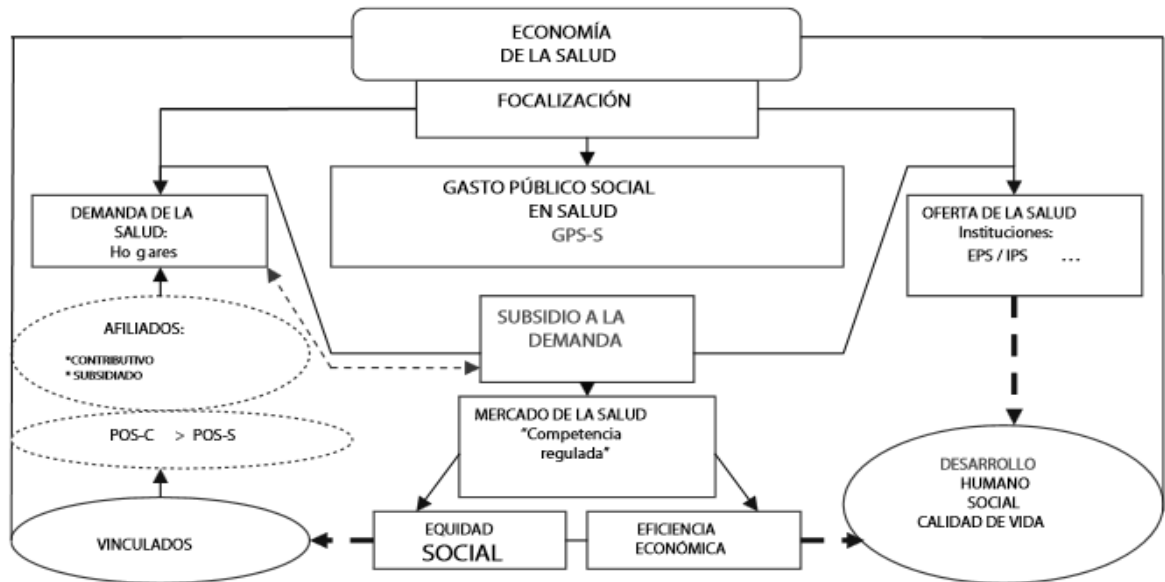 ECONOMÍA
DE LA SALUD
FOCALIZACIÓN
GASTO PÚBLICO SOCIAL
EN SALUD
GPS-S
DEMANDA DE LA
SALUD:
Ho gares
OFERTA DE LA SALUD
Instituciones:
EPS / IPS ...
SUBSIDIO A LA
DEMANDA
AFILIADOS:
*CONTRIBUTIVO
* SUBSIDIADO
MERCADO DE LA SALUD
"Competencia
regulada"
POS-C > POS-S
DESARROLLO
HUMANO
SOCIAL
CALIDAD DE VIDA
VINCULADOS
EQUIDAD
SOCIAL
EFICIENCIA
ECONÓMICA